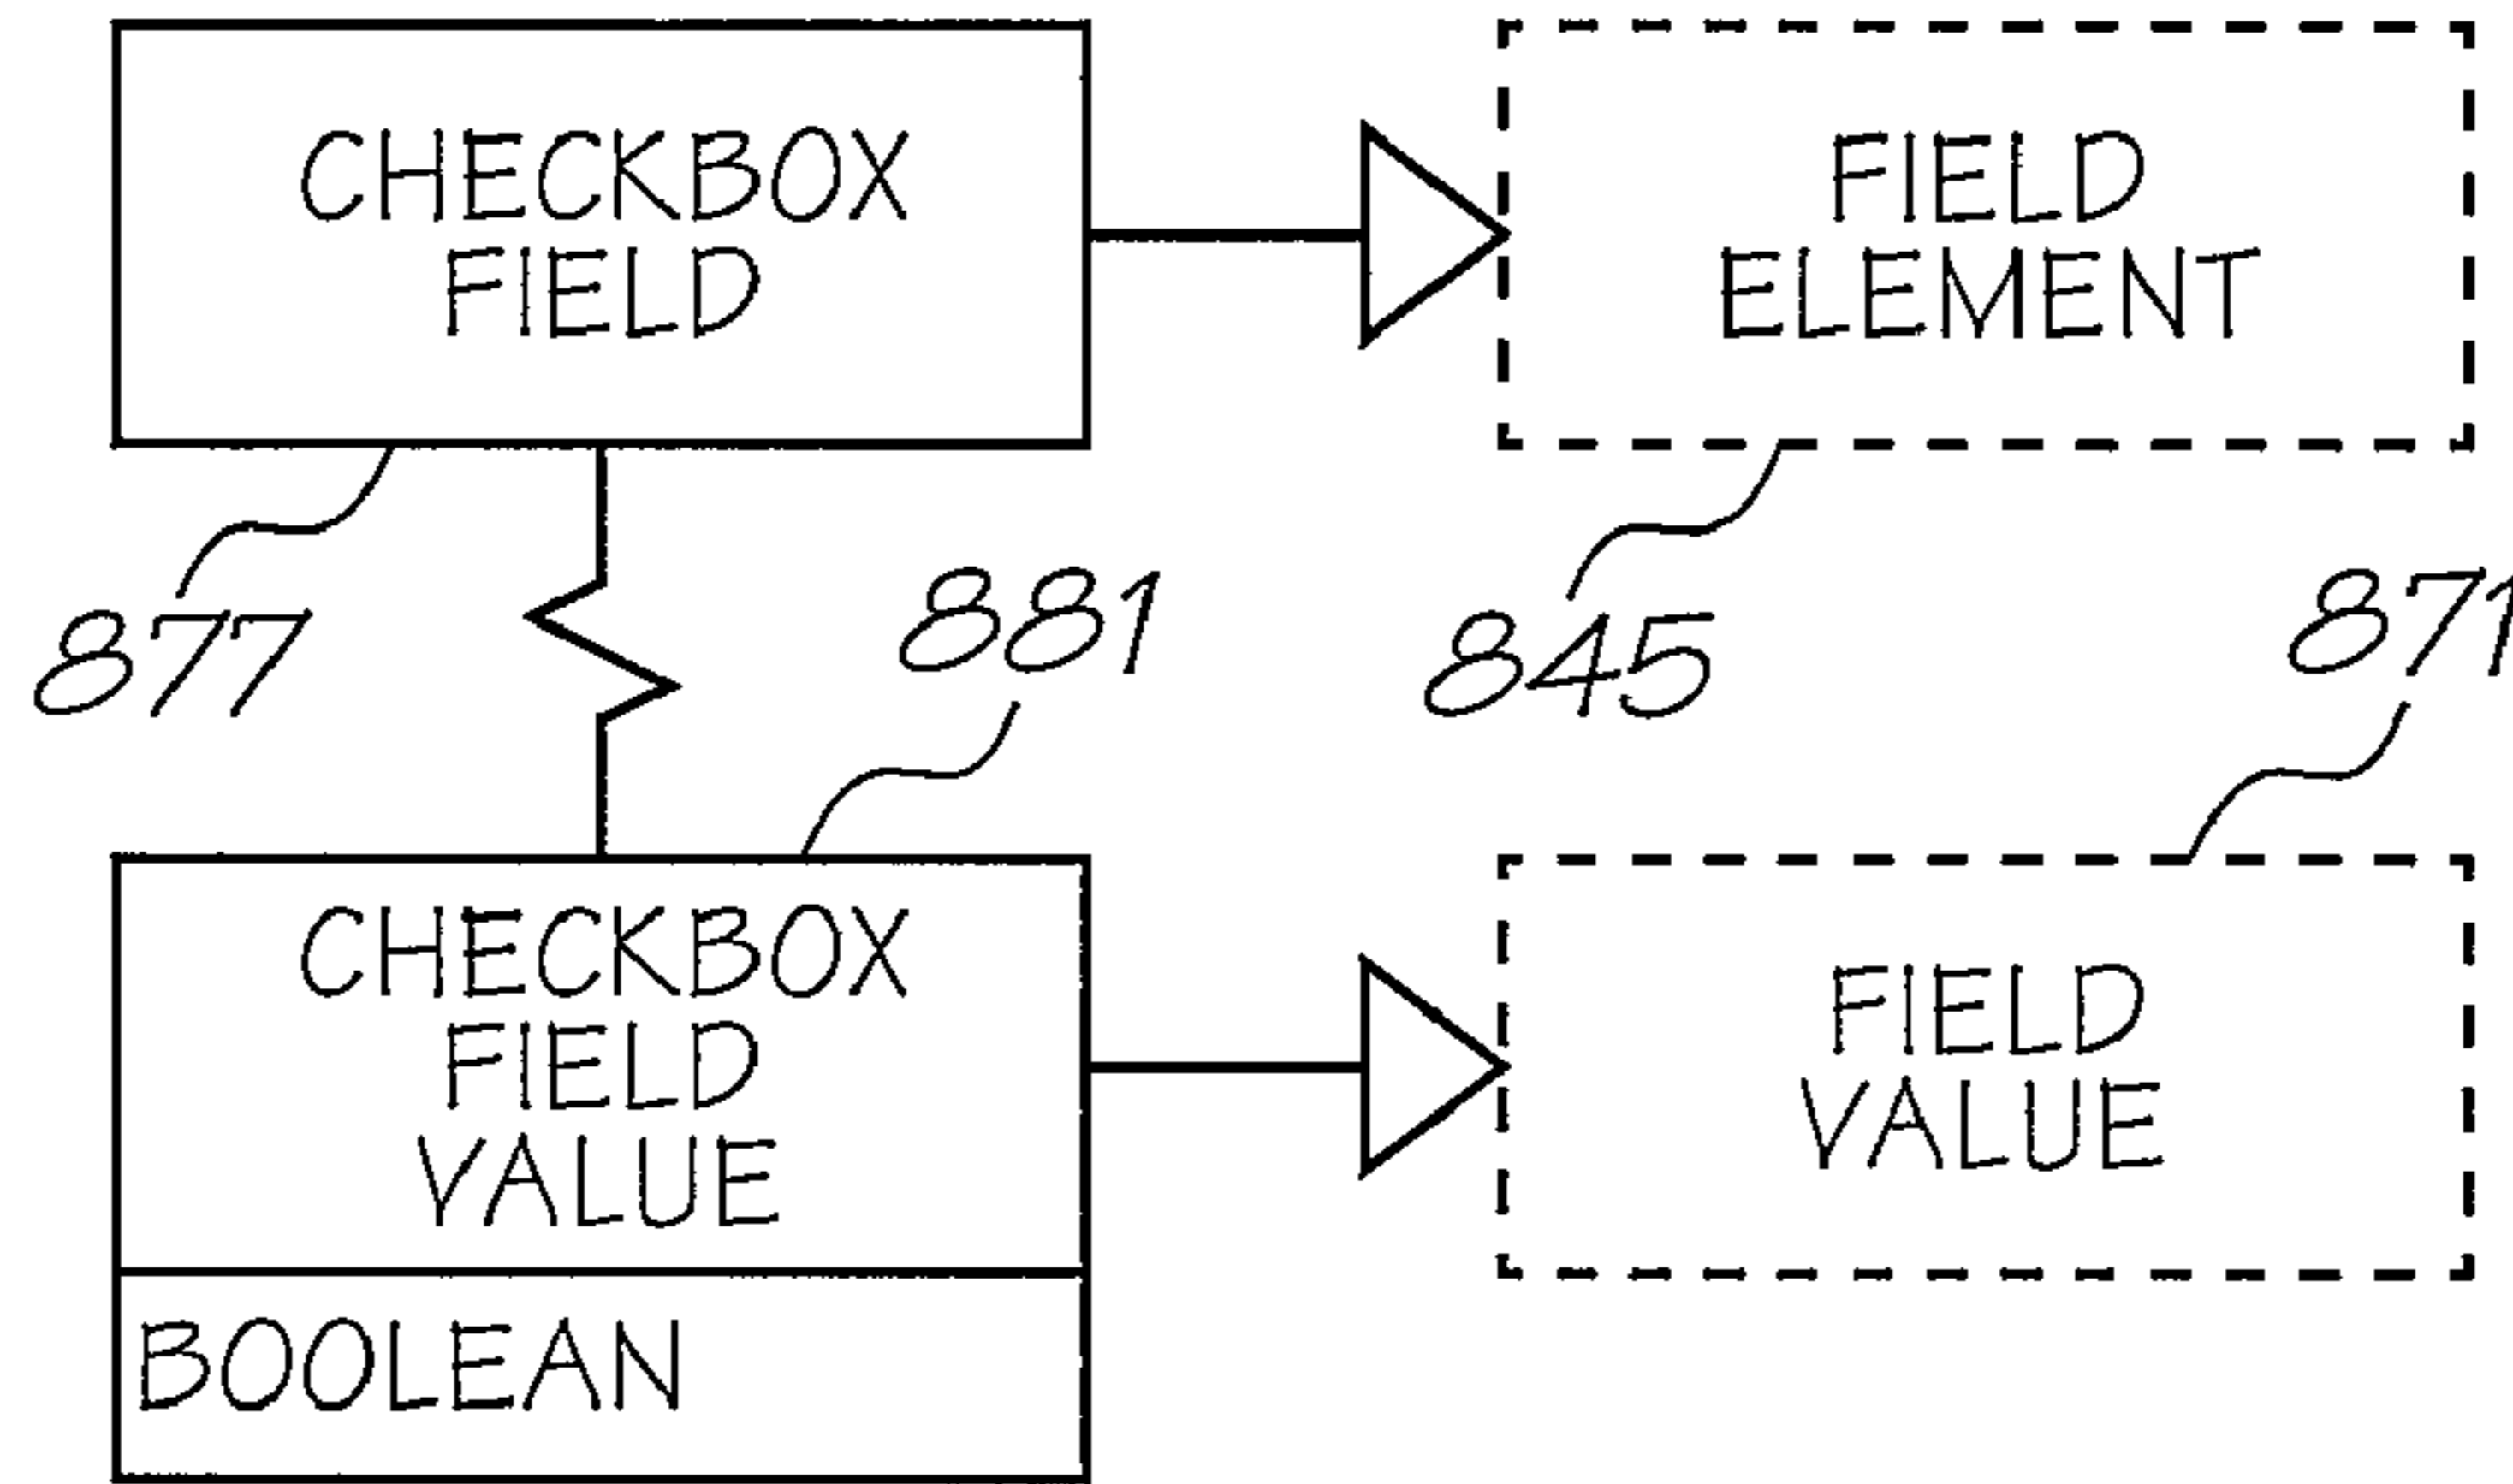 CHECKBOX
FIELD
FIELD
ELEMENT
877
881
845
871
CHECKBOX
FIELD
VALUE
FIELD
VALUE
BOOLEAN